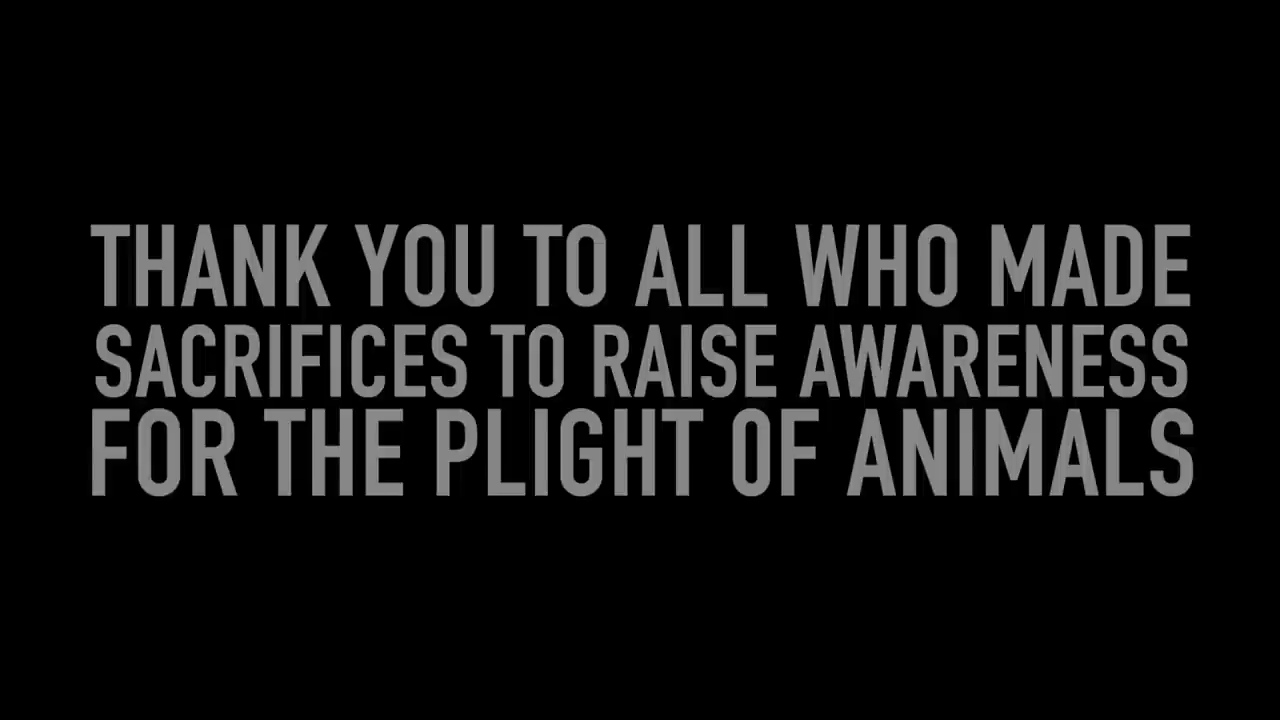 THANK YOU TO ALL WHO MADE
SACRIFICES TO RAISE AWARENESS
FOR THE PLIGHT OF ANIMALS